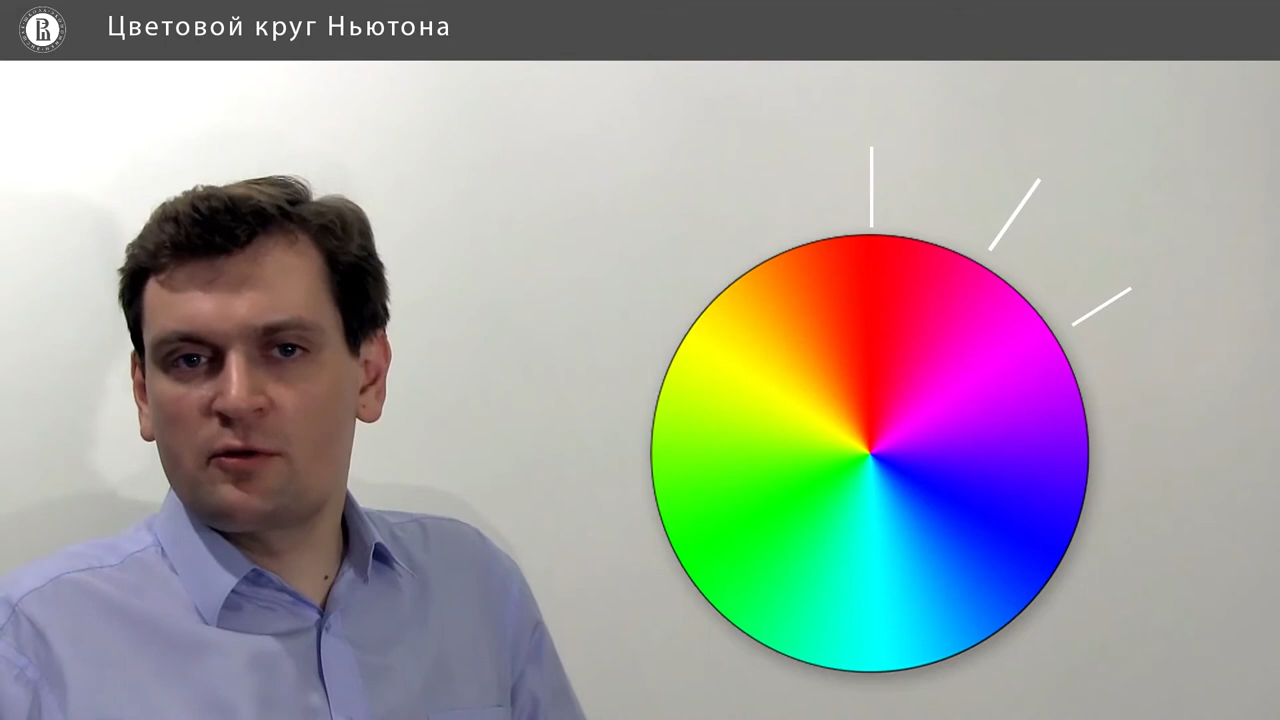 Цветовой круг Ньютона